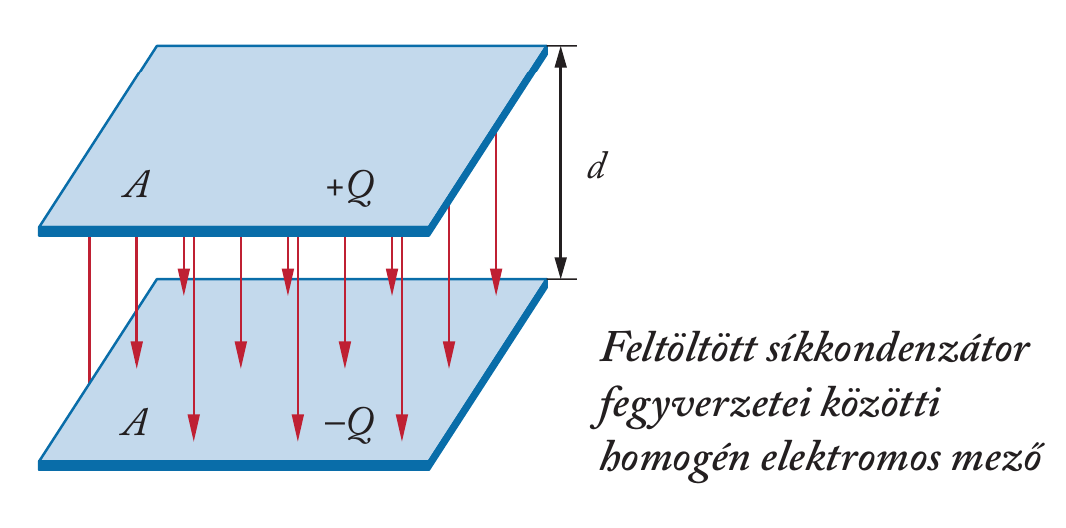 A
+Q
d
A
−Q
Feltöltött síkkondenzátor
fegyverzetei közötti
homogén elektromos mező